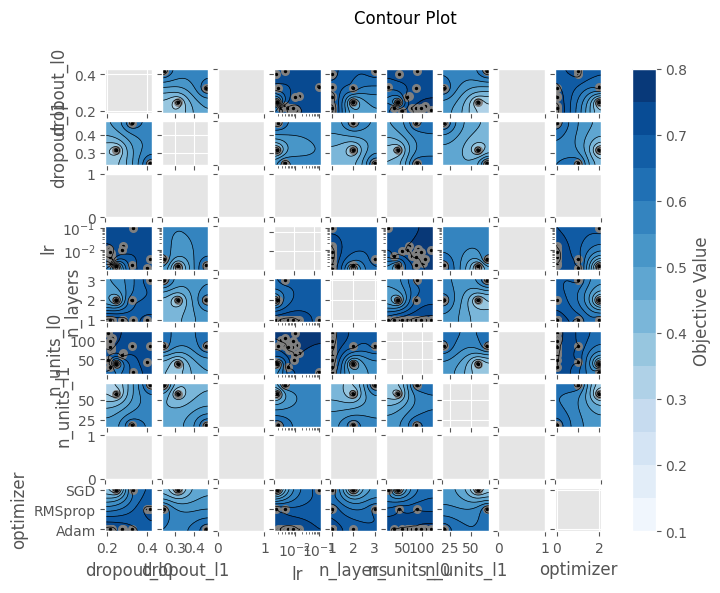 Contour Plot
dropout_l0
0.4
0.2
dropout_l1
0.4
0.3
1
0
lr
10⁻¹
10⁻²
n_layers
3
2
1
n_units_l0
100
50
n_units_l1
50
25
1
0
optimizer
SGD
RMSprop
Adam
0.2 0.4 0.3 0.4 0 1 10⁻² 10⁻¹ 1 2 3 50 100 25 50 0 1 0 2
dropout_l0 dropout_l1 lr n_layers n_units_l0 n_units_l1 optimizer
0.8
0.7
0.6
0.5
0.4
0.3
0.2
0.1
Objective Value